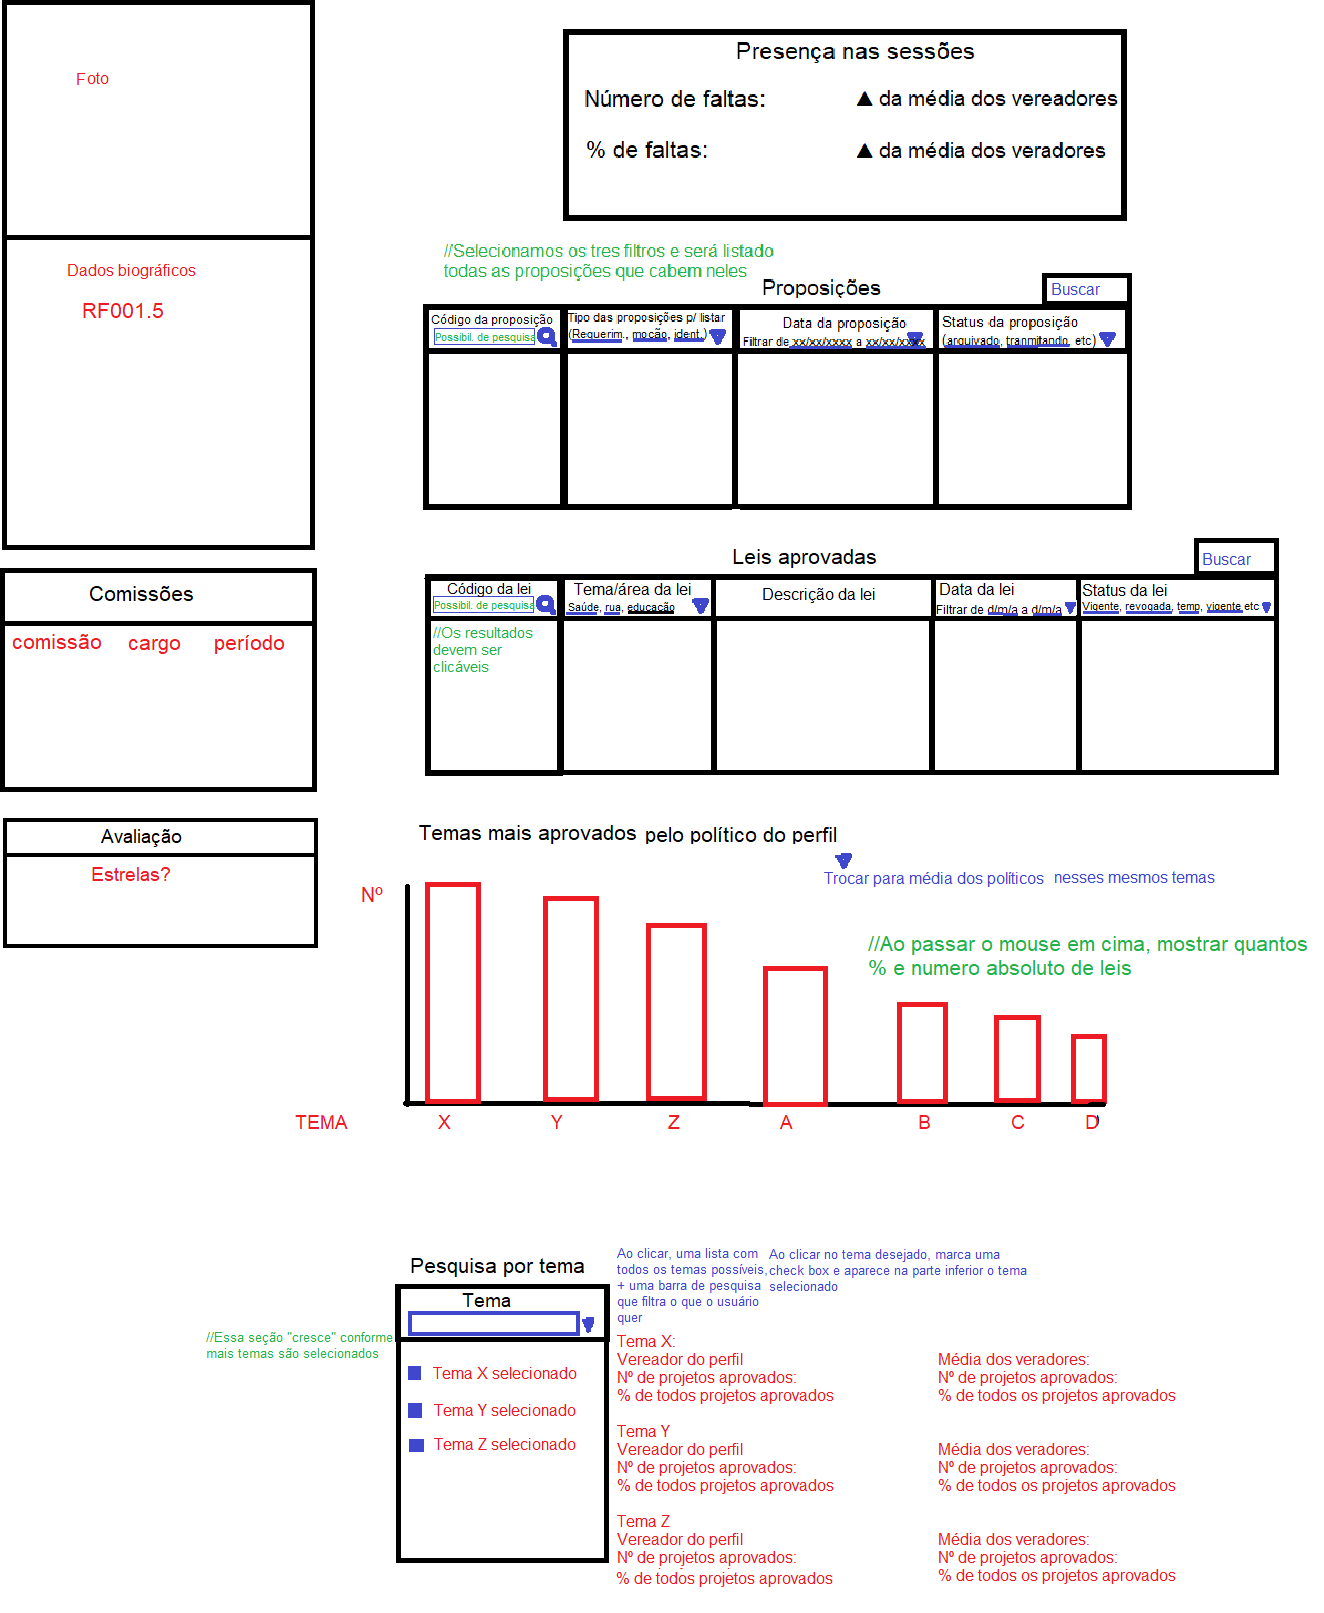 Foto
Dados biográficos
RF001.5
Comissões
comissão cargo período
Avaliação
Estrelas?
Presença nas sessões
Número de faltas: ▲ da média dos vereadores
% de faltas: ▲ da média dos veradores
//Selecionamos os tres filtros e será listado
todas as proposições que cabem neles
Proposições
Buscar
Código da proposição
Possibil. de pesquisa
Tipo das proposições p/ listar
(Requerim., moção, ident.)
Data da proposição
Filtrar de xx/xx/xxxx a xx/xx/xxxx
Status da proposição
(arquivado, tranmitando, etc)
Leis aprovadas
Buscar
Código da lei
Possibil. de pesquisa
Tema/área da lei
Saúde, rua, educação
Descrição da lei
Data da lei
Filtrar de d/m/a a d/m/a
Status da lei
Vigente, revogada, temp, vigente etc
//Os resultados
devem ser
clicáveis
Temas mais aprovados pelo político do perfil
Trocar para média dos políticos nesses mesmos temas
//Ao passar o mouse em cima, mostrar quantos
% e numero absoluto de leis
Nº
TEMA X Y Z A B C D
Pesquisa por tema
Tema
//Essa seção "cresce" conforme
mais temas são selecionados
Tema X selecionado
Tema Y selecionado
Tema Z selecionado
Ao clicar, uma lista com
todos os temas possíveis,
+ uma barra de pesquisa
que filtra o que o usuário
quer
Ao clicar no tema desejado, marca uma
check box e aparece na parte inferior o tema
selecionado
Tema X:
Vereador do perfil
Nº de projetos aprovados:
% de todos projetos aprovados
Média dos veradores:
Nº de projetos aprovados:
% de todos os projetos aprovados
Tema Y
Vereador do perfil
Nº de projetos aprovados:
% de todos projetos aprovados
Média dos veradores:
Nº de projetos aprovados:
% de todos os projetos aprovados
Tema Z
Vereador do perfil
Nº de projetos aprovados:
% de todos projetos aprovados
Média dos veradores:
Nº de projetos aprovados:
% de todos os projetos aprovados